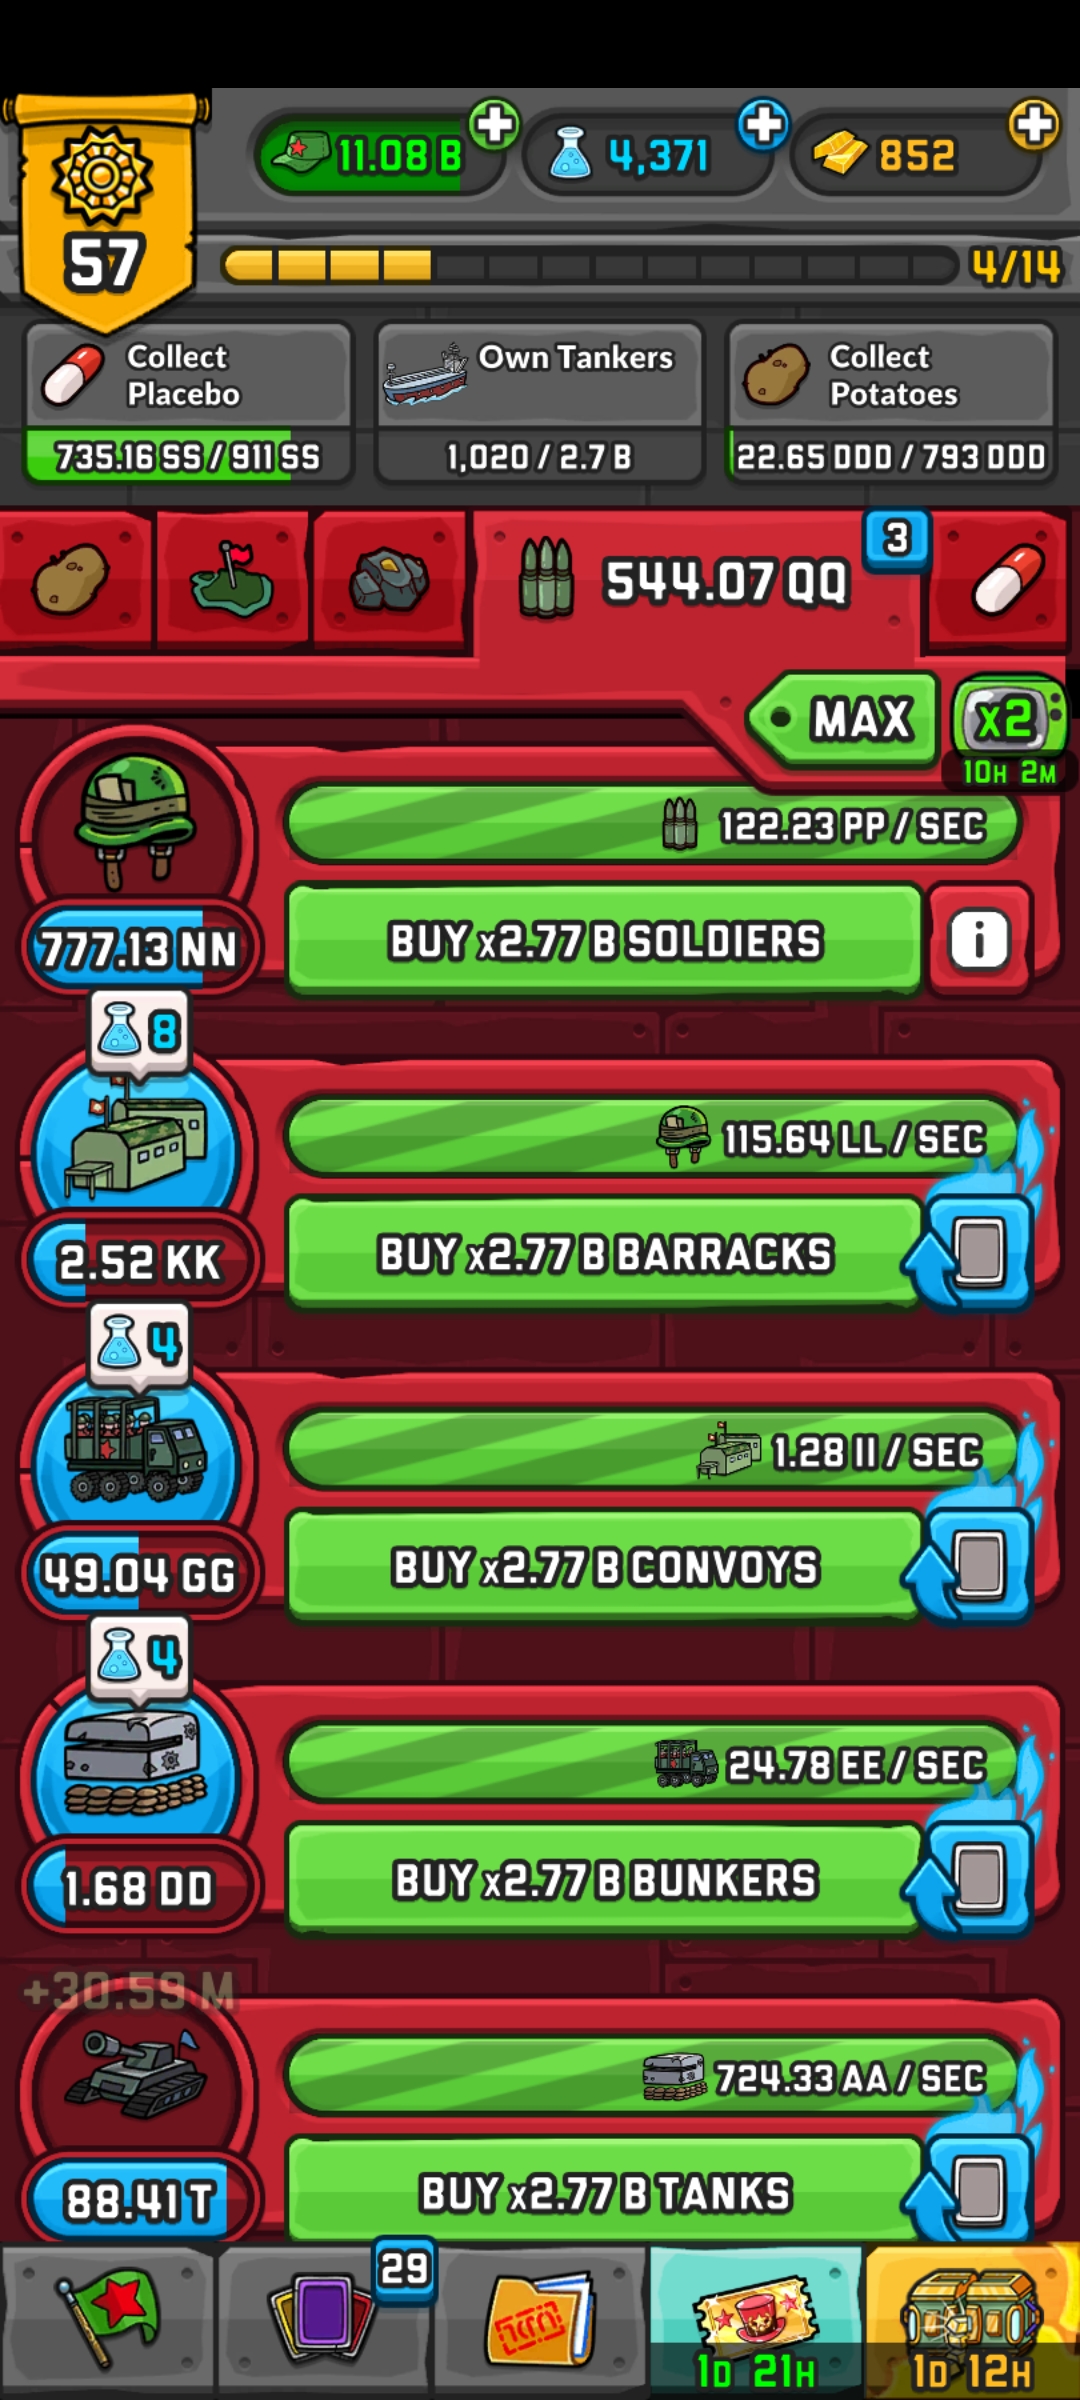 11.08 B
4,371
852
57
4/14
Collect
Placebo
735.16 SS / 911 SS
Own Tankers
1,020 / 2.7 B
Collect
Potatoes
22.65 DDD / 793 DDD
544.07 QQ
3
MAX
x2
10H 2M
122.23 PP / SEC
777.13 NN
BUY x2.77 B SOLDIERS
i
8
115.64 LL / SEC
2.52 KK
BUY x2.77 B BARRACKS
4
1.28 II / SEC
49.04 GG
BUY x2.77 B CONVOYS
4
24.78 EE / SEC
1.68 DD
BUY x2.77 B BUNKERS
+30.59 M
724.33 AA / SEC
88.41 T
BUY x2.77 B TANKS
29
1D 21H
1D 12H